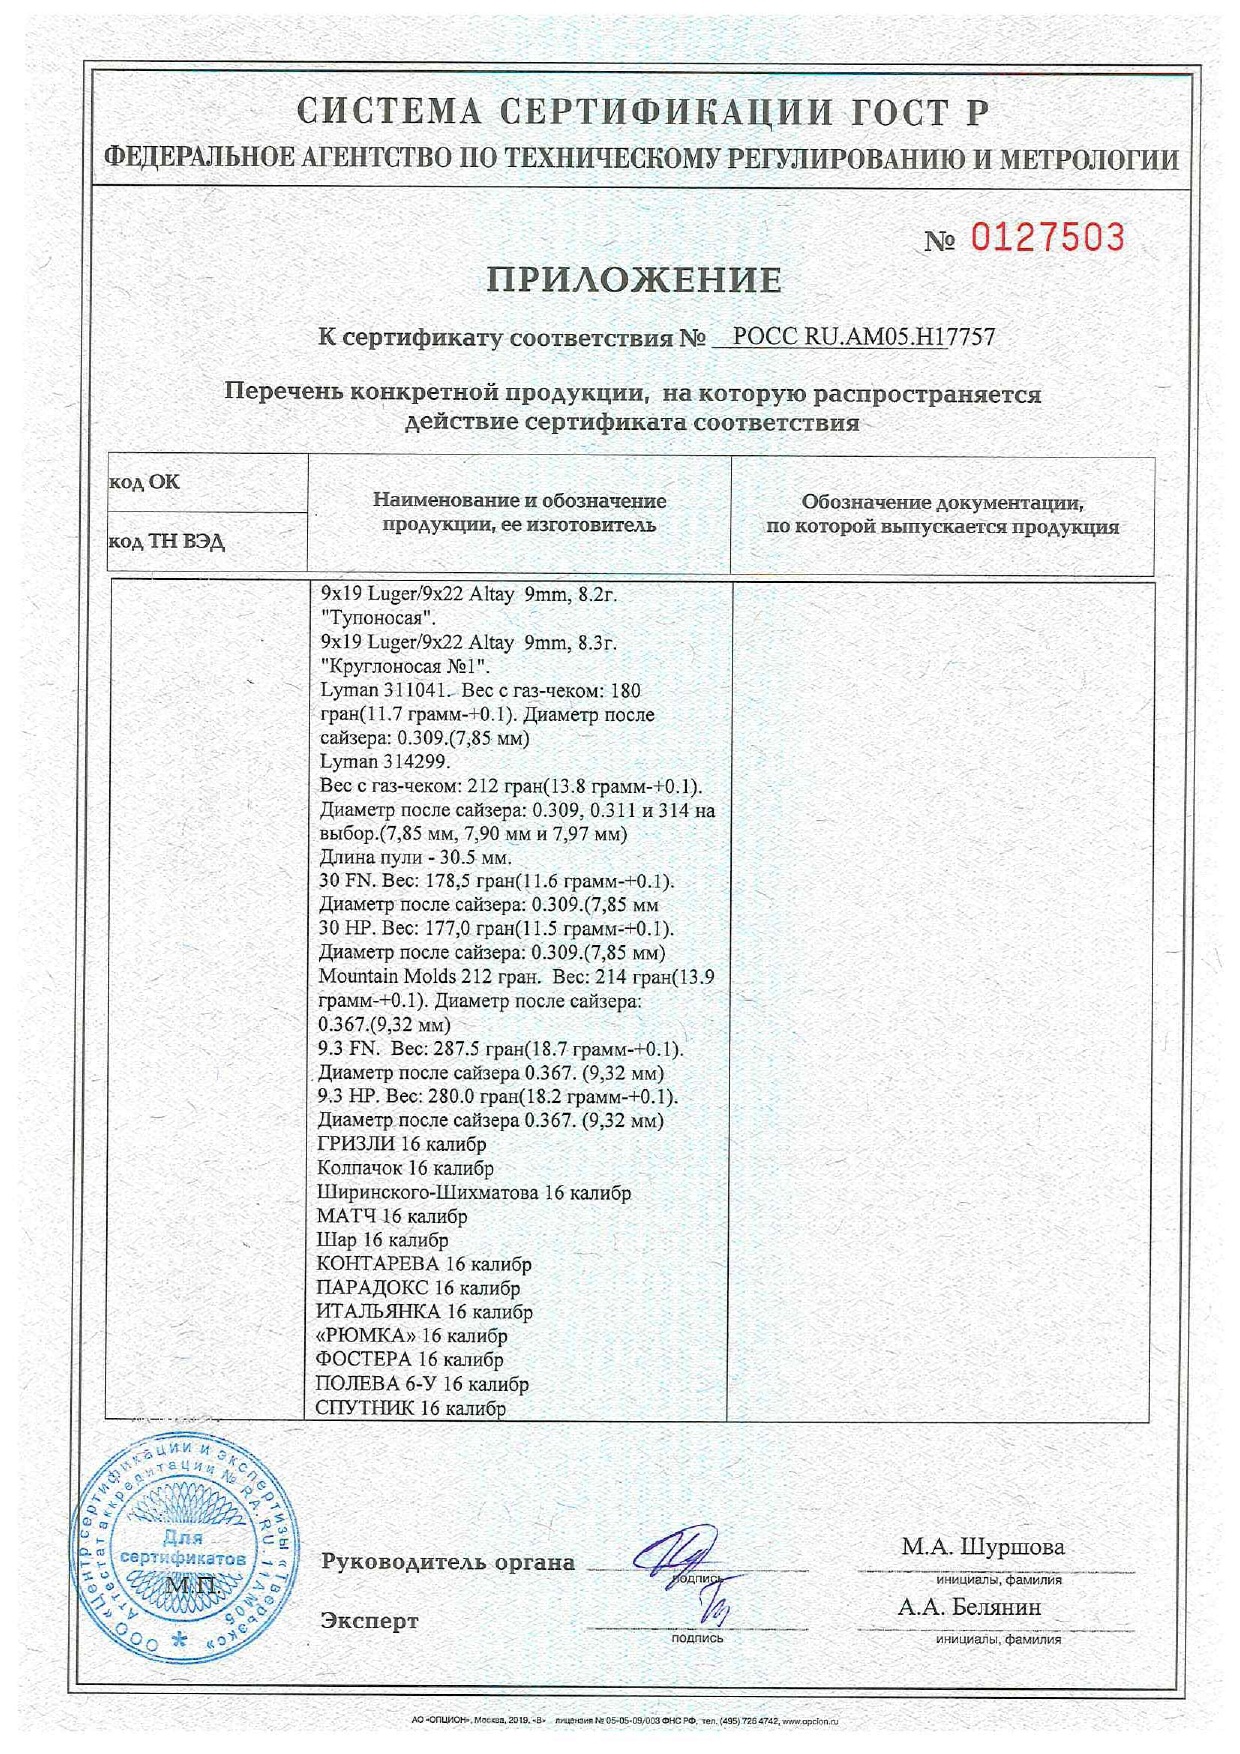 СИСТЕМА СЕРТИФИКАЦИИ ГОСТ Р
ФЕДЕРАЛЬНОЕ АГЕНТСТВО ПО ТЕХНИЧЕСКОМУ РЕГУЛИРОВАНИЮ И МЕТРОЛОГИИ
№ 0127503
ПРИЛОЖЕНИЕ
К сертификату соответствия № РОСС RU.АМ05.Н17757
Перечень конкретной продукции, на которую распространяется
действие сертификата соответствия
код ОК
код ТН ВЭД
Наименование и обозначение
продукции, ее изготовитель
Обозначение документации,
по которой выпускается продукция
9x19 Luger/9x22 Altay 9mm, 8.2г.
"Тупоносая".
9x19 Luger/9x22 Altay 9mm, 8.3г.
"Круглоносая №1".
Lyman 311041. Вес с газ-чеком: 180
гран(11.7 грамм-+0.1). Диаметр после
сайзера: 0.309.(7,85 мм)
Lyman 314299.
Вес с газ-чеком: 212 гран(13.8 грамм-+0.1).
Диаметр после сайзера: 0.309, 0.311 и 314 на
выбор.(7,85 мм, 7,90 мм и 7,97 мм)
Длина пули - 30.5 мм.
30 FN. Вес: 178,5 гран(11.6 грамм-+0.1).
Диаметр после сайзера: 0.309.(7,85 мм
30 HP. Вес: 177,0 гран(11.5 грамм-+0.1).
Диаметр после сайзера: 0.309.(7,85 мм)
Mountain Molds 212 гран. Вес: 214 гран(13.9
грамм-+0.1). Диаметр после сайзера:
0.367.(9,32 мм)
9.3 FN. Вес: 287.5 гран(18.7 грамм-+0.1).
Диаметр после сайзера 0.367. (9,32 мм)
9.3 HP. Вес: 280.0 гран(18.2 грамм-+0.1).
Диаметр после сайзера 0.367. (9,32 мм)
ГРИЗЛИ 16 калибр
Колпачок 16 калибр
Ширинского-Шихматова 16 калибр
МАТЧ 16 калибр
Шар 16 калибр
КОНТАРЕВА 16 калибр
ПАРАДОКС 16 калибр
ИТАЛЬЯНКА 16 калибр
«РЮМКА» 16 калибр
ФОСТЕРА 16 калибр
ПОЛЕВА 6-У 16 калибр
СПУТНИК 16 калибр
ООО «Центр сертификации и экспертизы «Тверьэкс»
Аттестат аккредитации № RA.RU.11АМ05
Для
сертификатов
М.П.
Руководитель органа
подпись
М.А. Шуршова
инициалы, фамилия
Эксперт
подпись
А.А. Белянин
инициалы, фамилия
АО «ОПЦИОН», Москва, 2019, «В» лицензия № 05-05-09/003 ФНС РФ, тел. (495) 726 4742, www.opcion.ru